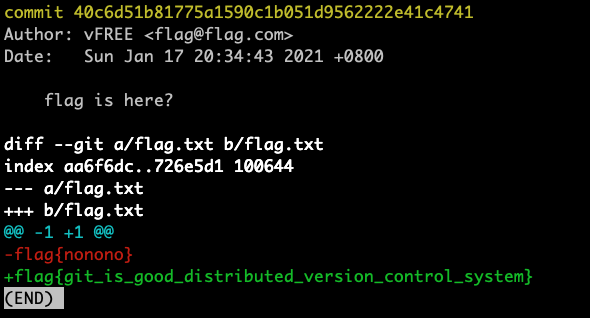 commit 40c6d51b81775a1590c1b051d9562222e41c4741
Author: vFREE <flag@flag.com>
Date:   Sun Jan 17 20:34:43 2021 +0800
    flag is here?
diff --git a/flag.txt b/flag.txt
index aa6f6dc..726e5d1 100644
--- a/flag.txt
+++ b/flag.txt
@@ -1 +1 @@
-flag{nonono}
+flag{git_is_good_distributed_version_control_system}
(END)